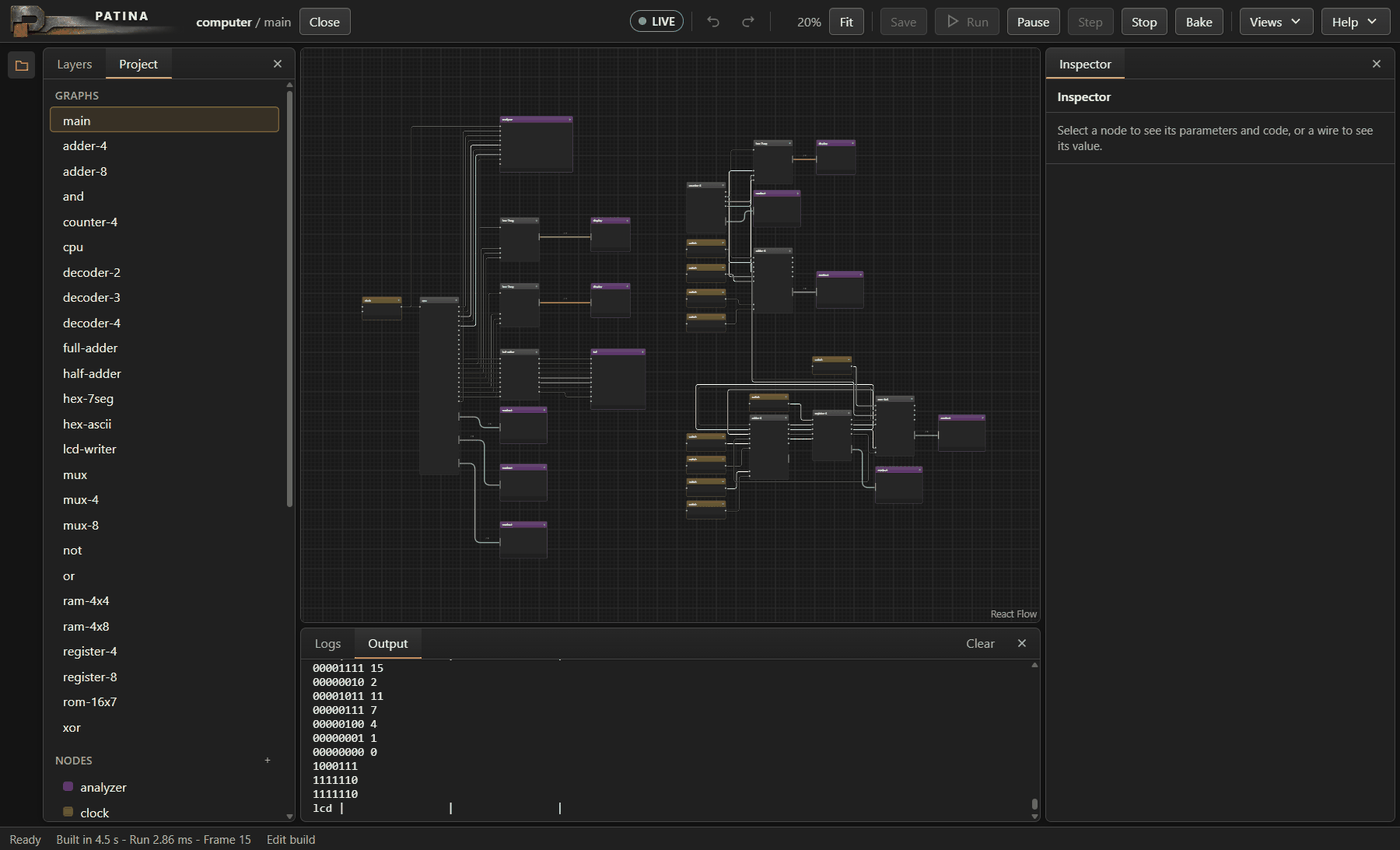 PATINA
computer / main
Close
LIVE
20%
Fit
Save
Run
Pause
Step
Stop
Bake
Views
Help
Layers
Project
GRAPHS
main
adder-4
adder-8
and
counter-4
cpu
decoder-2
decoder-3
decoder-4
full-adder
half-adder
hex-7seg
hex-ascii
lcd-writer
mux
mux-4
mux-8
not
or
ram-4x4
ram-4x8
register-4
register-8
rom-16x7
xor
NODES +
analyzer
clock
React Flow
Logs
Output
Clear
00001111 15
00000010 2
00001011 11
00000111 7
00000100 4
00000001 1
00000000 0
1000111
1111110
1111110
lcd | | |
Inspector
Inspector
Select a node to see its parameters and code, or a wire to see
its value.
Ready
Built in 4.5 s - Run 2.86 ms - Frame 15
Edit build